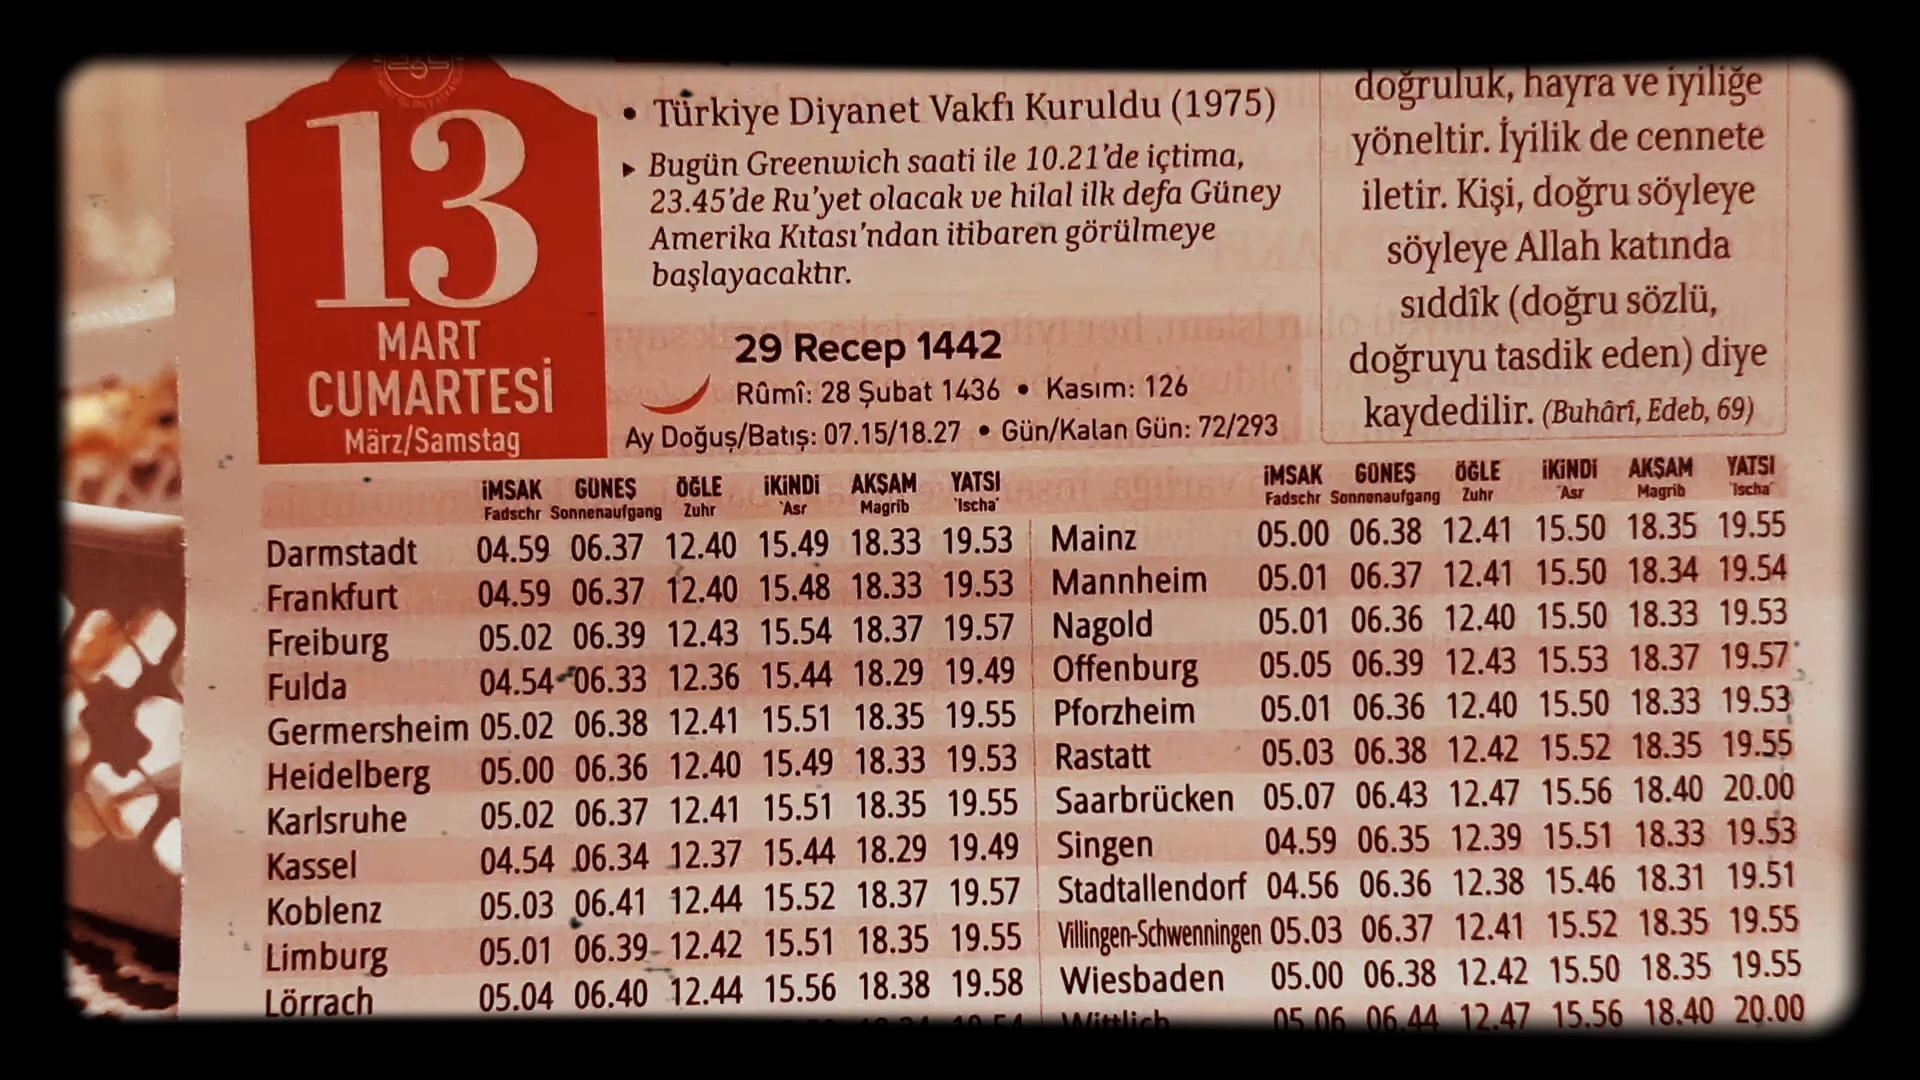 13
MART
CUMARTESİ
März/Samstag
• Türkiye Diyanet Vakfı Kuruldu (1975)
▸ Bugün Greenwich saati ile 10.21'de içtima,
23.45'de Ru'yet olacak ve hilal ilk defa Güney
Amerika Kıtası'ndan itibaren görülmeye
başlayacaktır.
29 Recep 1442
Rûmî: 28 Şubat 1436 • Kasım: 126
Ay Doğuş/Batış: 07.15/18.27 • Gün/Kalan Gün: 72/293
doğruluk, hayra ve iyiliğe
yöneltir. İyilik de cennete
iletir. Kişi, doğru söyleye
söyleye Allah katında
sıddîk (doğru sözlü,
doğruyu tasdik eden) diye
kaydedilir. (Buhârî, Edeb, 69)
İMSAK GÜNEŞ ÖĞLE İKİNDİ AKŞAM YATSI
Fadschr Sonnenaufgang Zuhr 'Asr Magrib 'Ischa'
Darmstadt 04.59 06.37 12.40 15.49 18.33 19.53
Frankfurt 04.59 06.37 12.40 15.48 18.33 19.53
Freiburg 05.02 06.39 12.43 15.54 18.37 19.57
Fulda 04.54 06.33 12.36 15.44 18.29 19.49
Germersheim 05.02 06.38 12.41 15.51 18.35 19.55
Heidelberg 05.00 06.36 12.40 15.49 18.33 19.53
Karlsruhe 05.02 06.37 12.41 15.51 18.35 19.55
Kassel 04.54 06.34 12.37 15.44 18.29 19.49
Koblenz 05.03 06.41 12.44 15.52 18.37 19.57
Limburg 05.01 06.39 12.42 15.51 18.35 19.55
Lörrach 05.04 06.40 12.44 15.56 18.38 19.58
İMSAK GÜNEŞ ÖĞLE İKİNDİ AKŞAM YATSI
Fadschr Sonnenaufgang Zuhr 'Asr Magrib 'Ischa'
Mainz 05.00 06.38 12.41 15.50 18.35 19.55
Mannheim 05.01 06.37 12.41 15.50 18.34 19.54
Nagold 05.01 06.36 12.40 15.50 18.33 19.53
Offenburg 05.05 06.39 12.43 15.53 18.37 19.57
Pforzheim 05.01 06.36 12.40 15.50 18.33 19.53
Rastatt 05.03 06.38 12.42 15.52 18.35 19.55
Saarbrücken 05.07 06.43 12.47 15.56 18.40 20.00
Singen 04.59 06.35 12.39 15.51 18.33 19.53
Stadtallendorf 04.56 06.36 12.38 15.46 18.31 19.51
Villingen-Schwenningen 05.03 06.37 12.41 15.52 18.35 19.55
Wiesbaden 05.00 06.38 12.42 15.50 18.35 19.55
Wittlich 05.06 06.44 12.47 15.56 18.40 20.00